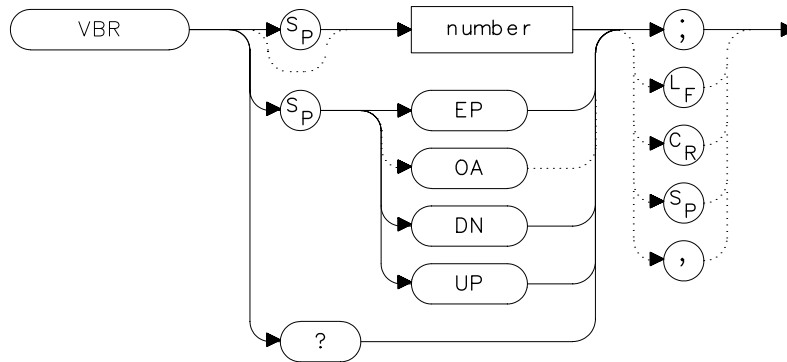 VBR SP number ;
LF
SP EP
CR
OA
SP
DN
,
UP
?